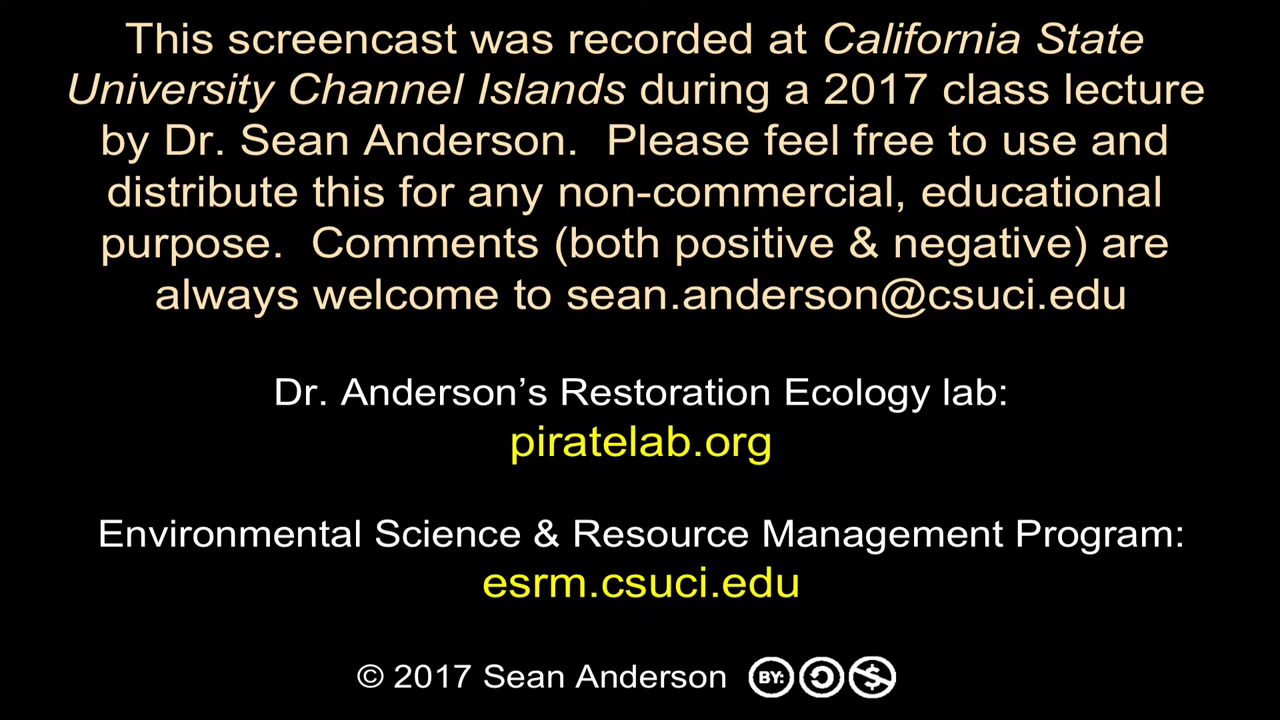 This screencast was recorded at California State
University Channel Islands during a 2017 class lecture
by Dr. Sean Anderson.  Please feel free to use and
distribute this for any non-commercial, educational
purpose.  Comments (both positive & negative) are
always welcome to sean.anderson@csuci.edu
Dr. Anderson’s Restoration Ecology lab:
piratelab.org
Environmental Science & Resource Management Program:
esrm.csuci.edu
© 2017 Sean Anderson BY: $